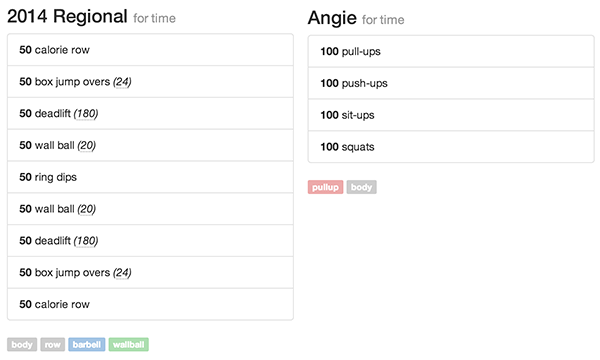 2014 Regional for time
50 calorie row
50 box jump overs (24)
50 deadlift (180)
50 wall ball (20)
50 ring dips
50 wall ball (20)
50 deadlift (180)
50 box jump overs (24)
50 calorie row
body row barbell wallball
Angie for time
100 pull-ups
100 push-ups
100 sit-ups
100 squats
pullup body